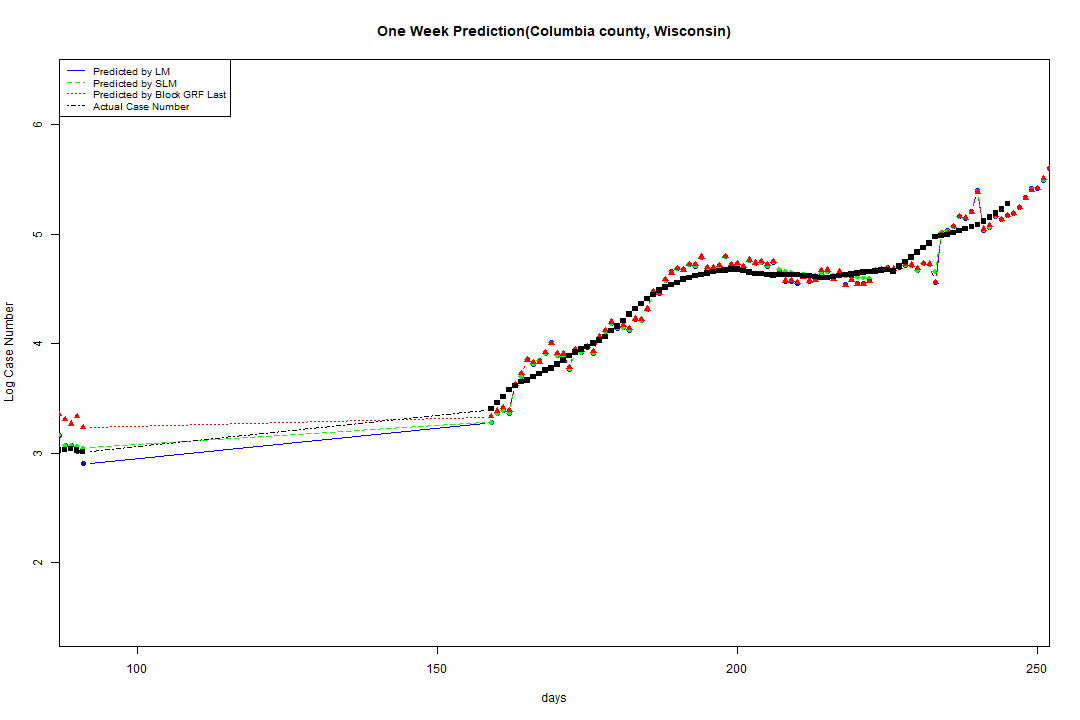 One Week Prediction(Columbia county, Wisconsin)
Predicted by LM
Predicted by SLM
Predicted by Block GRF Last
Actual Case Number
6
5
4
3
2
Log Case Number
100 150 200 250
days